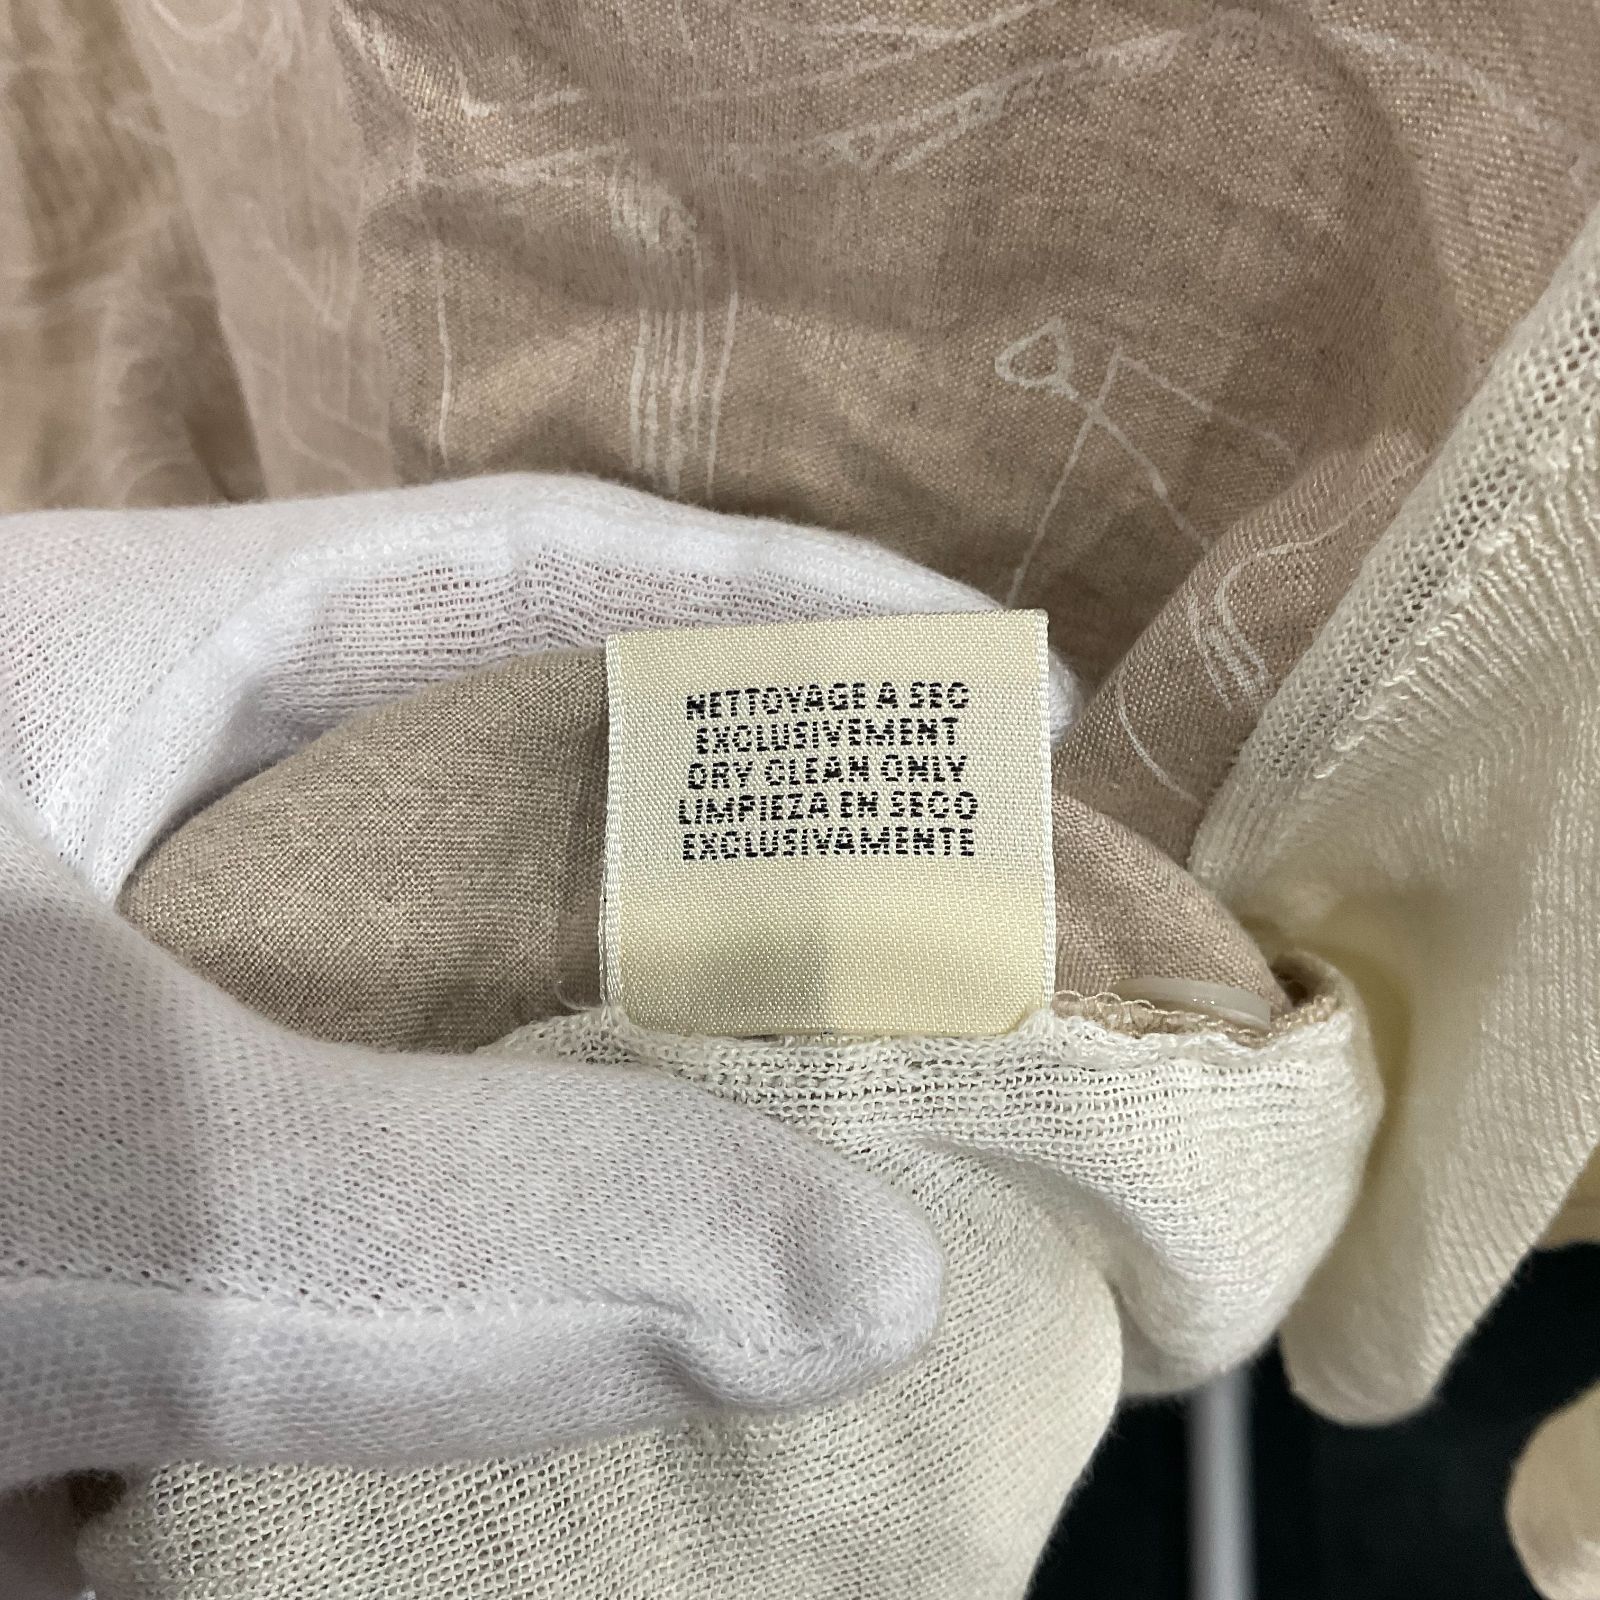 NETTOYAGE A SEC
EXCLUSIVEMENT
DRY CLEAN ONLY
LIMPIEZA EN SECO
EXCLUSIVAMENTE